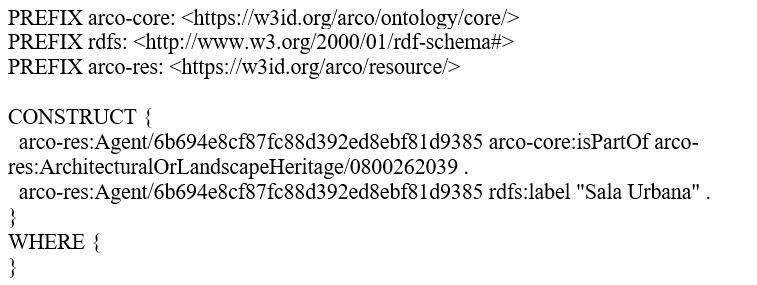 PREFIX arco-core: <https://w3id.org/arco/ontology/core/>
PREFIX rdfs: <http://www.w3.org/2000/01/rdf-schema#>
PREFIX arco-res: <https://w3id.org/arco/resource/>

CONSTRUCT {
  arco-res:Agent/6b694e8cf87fc88d392ed8ebf81d9385 arco-core:isPartOf arco-
res:ArchitecturalOrLandscapeHeritage/0800262039 .
  arco-res:Agent/6b694e8cf87fc88d392ed8ebf81d9385 rdfs:label "Sala Urbana" .
}
WHERE {
}